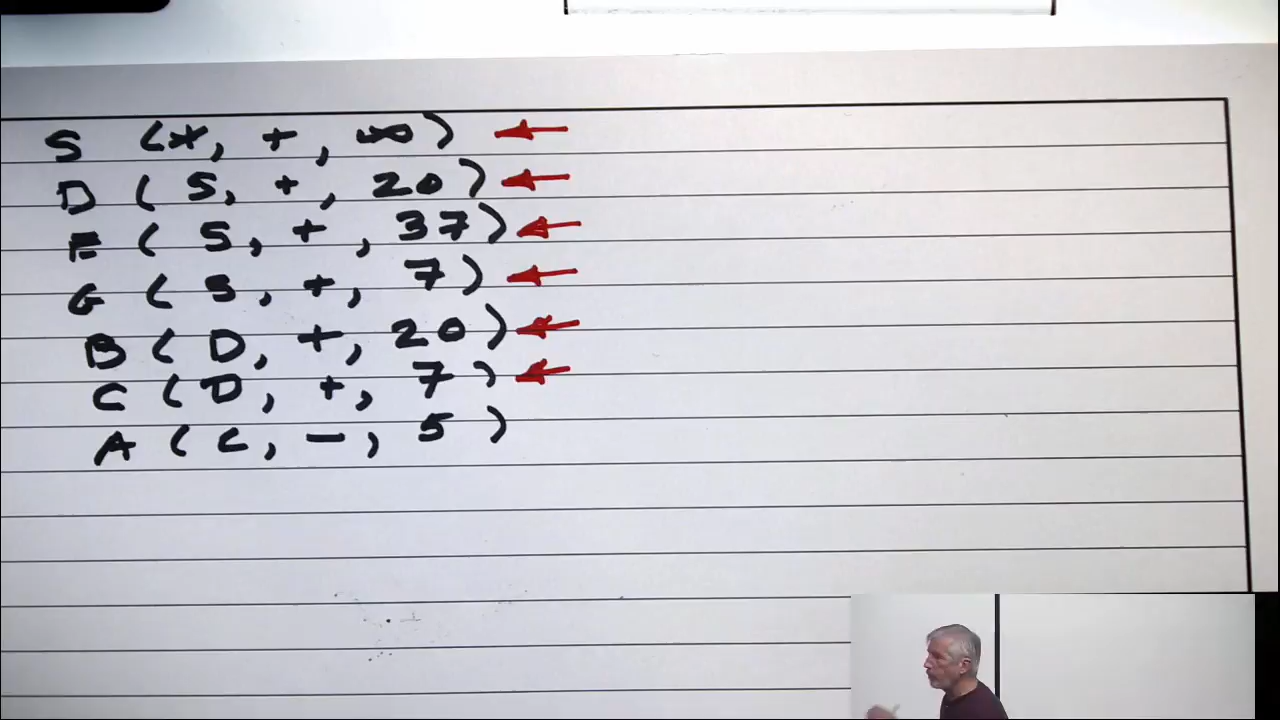 S (*, +, ∞)
D (S, +, 20)
E (S, +, 37)
G (S, +, 7)
B (D, +, 20)
C (D, +, 7)
A (C, -, 5)